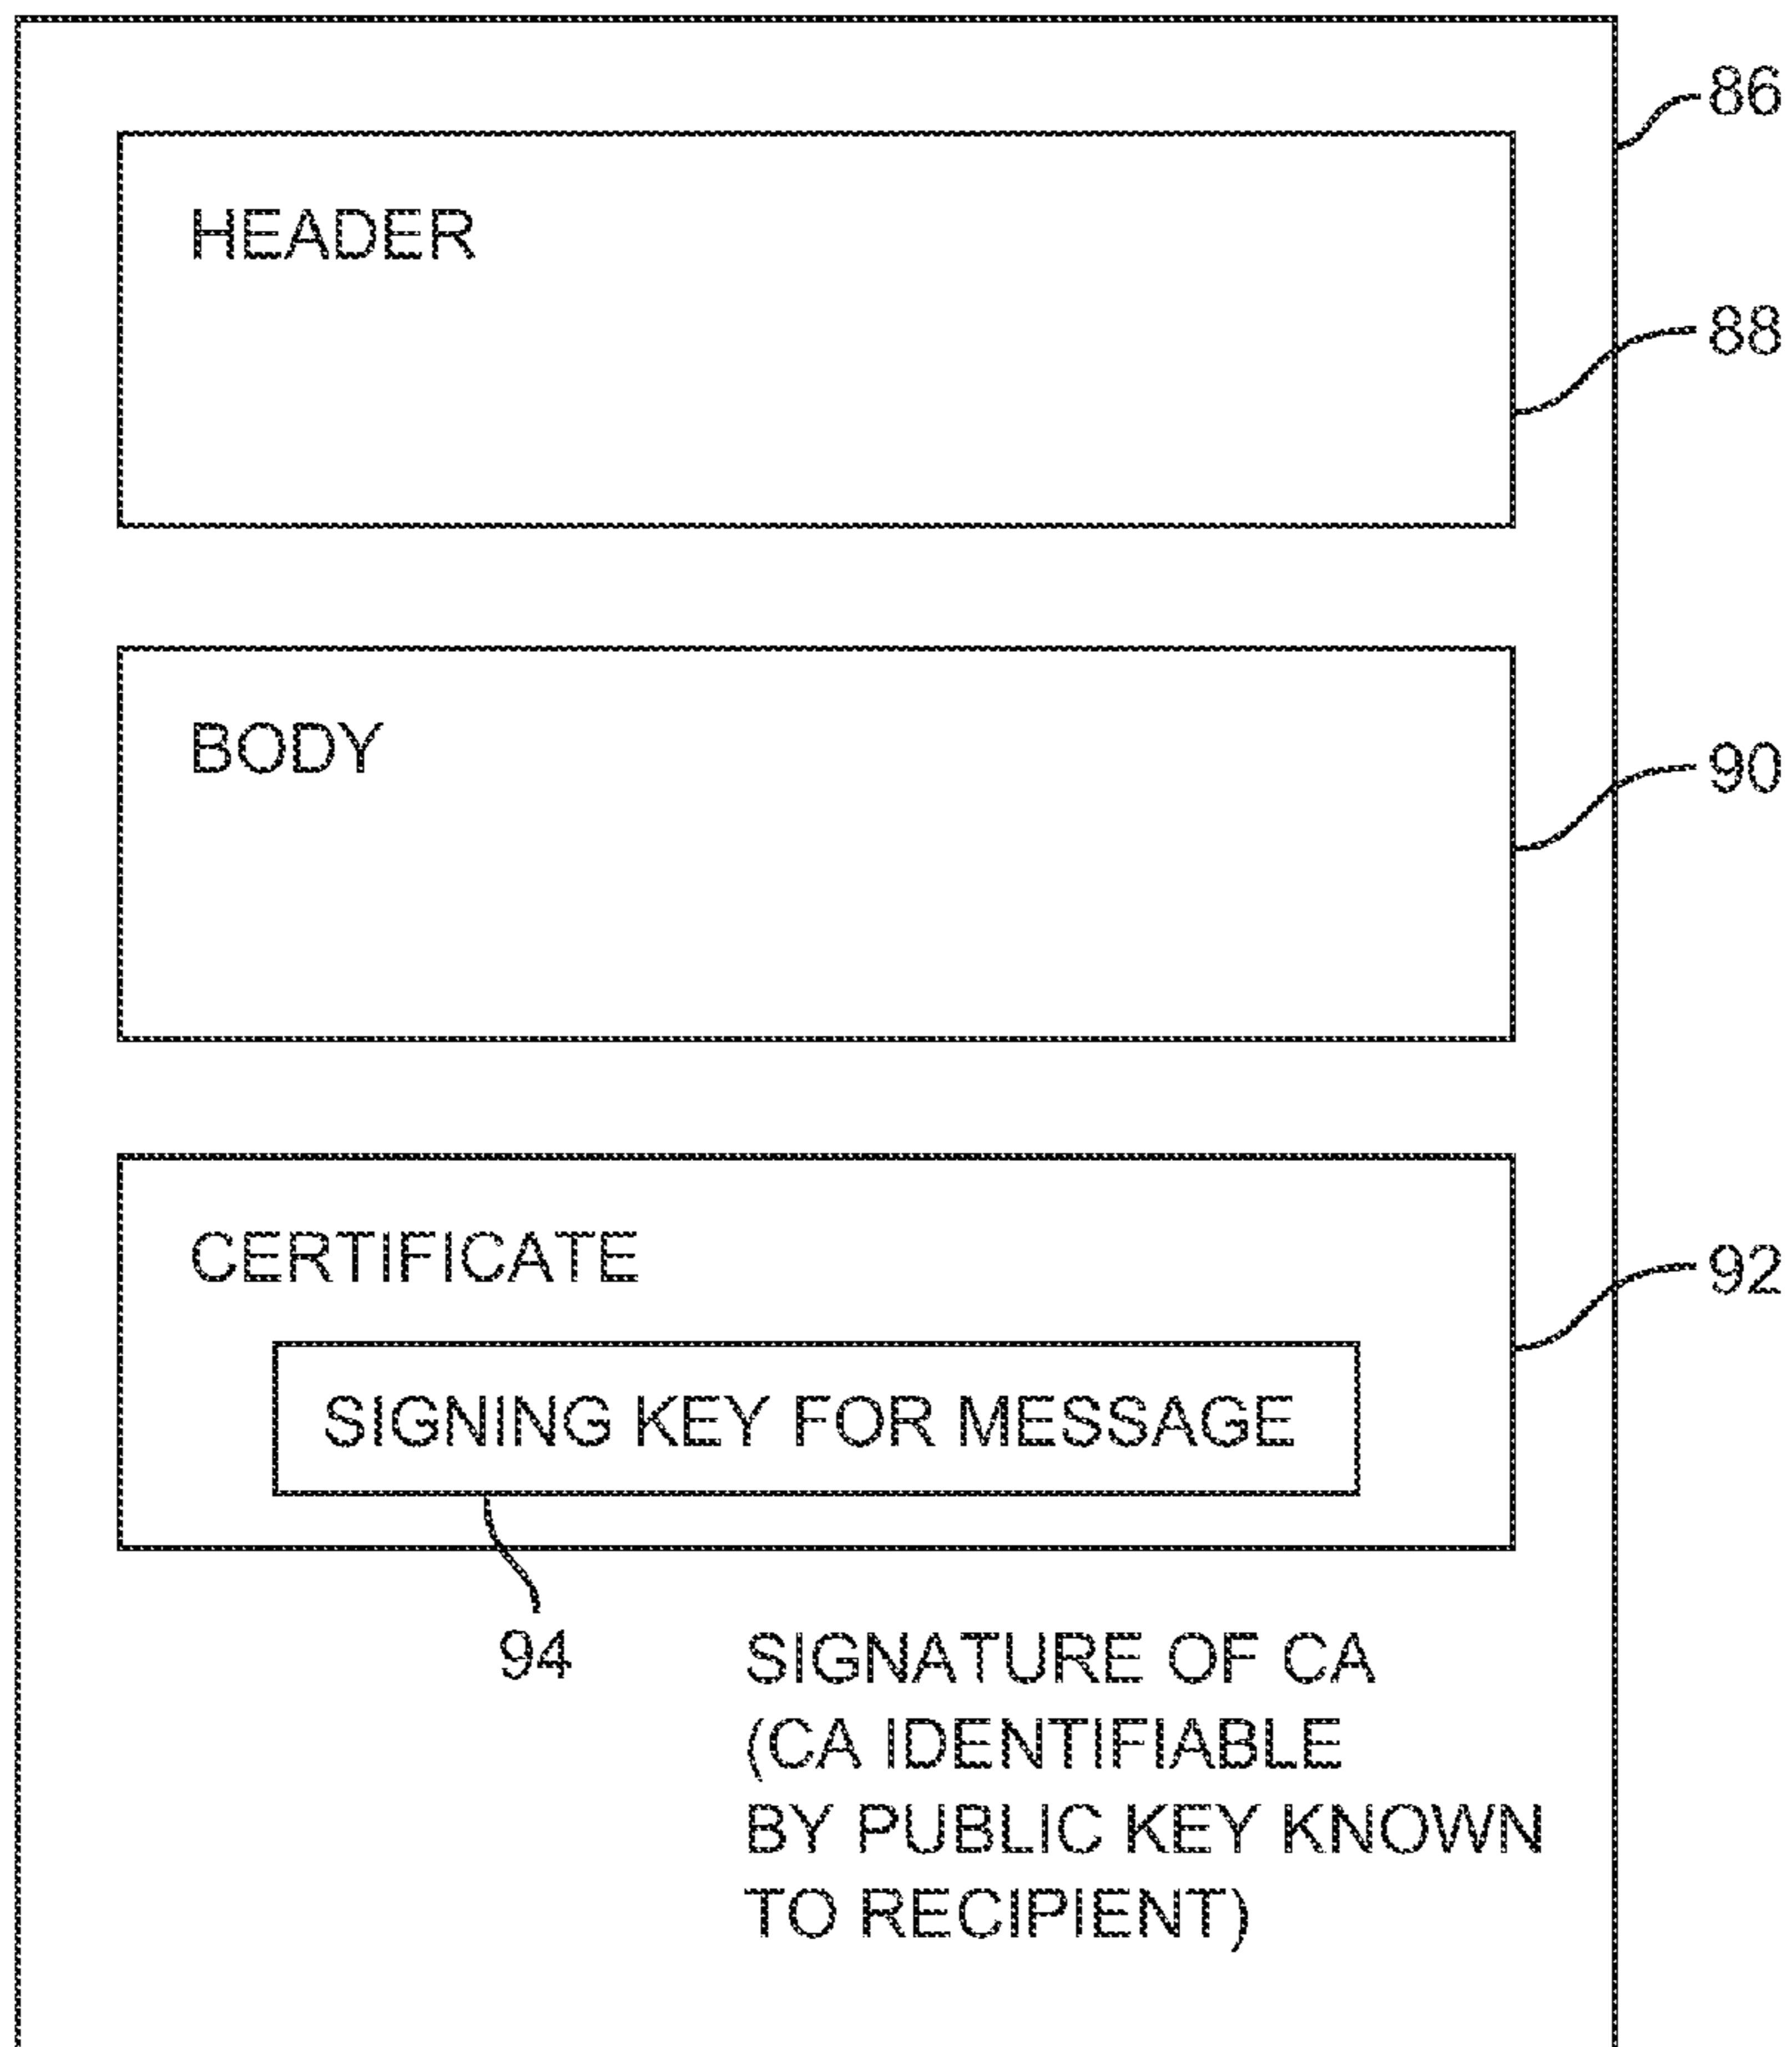 86
HEADER
88
BODY
90
CERTIFICATE
92
SIGNING KEY FOR MESSAGE
94
SIGNATURE OF CA
(CA IDENTIFIABLE
BY PUBLIC KEY KNOWN
TO RECIPIENT)